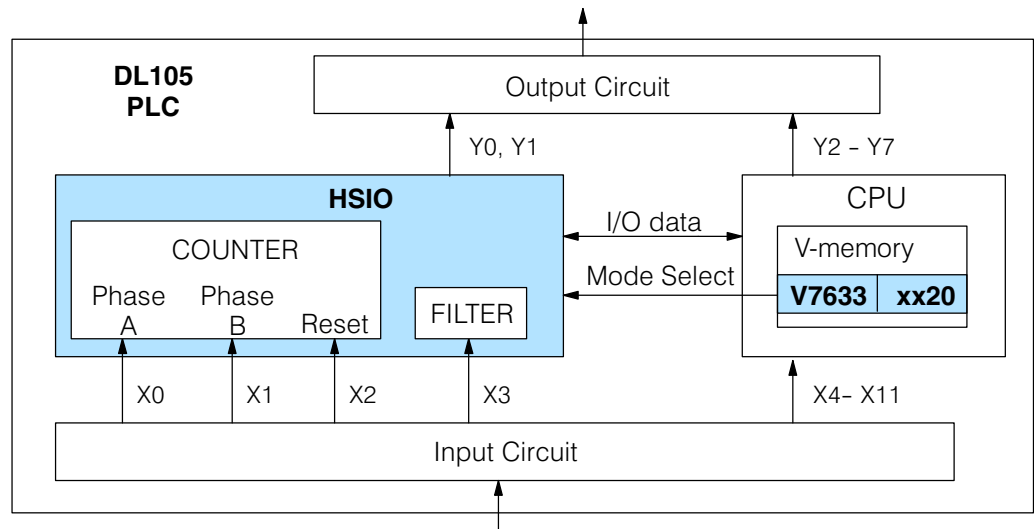 DL105
PLC
Output Circuit
Y0, Y1
Y2 – Y7
HSIO
CPU
COUNTER
I/O data
V-memory
Mode Select
V7633 xx20
Phase
A
Phase
B
Reset
FILTER
X0
X1
X2
X3
X4– X11
Input Circuit